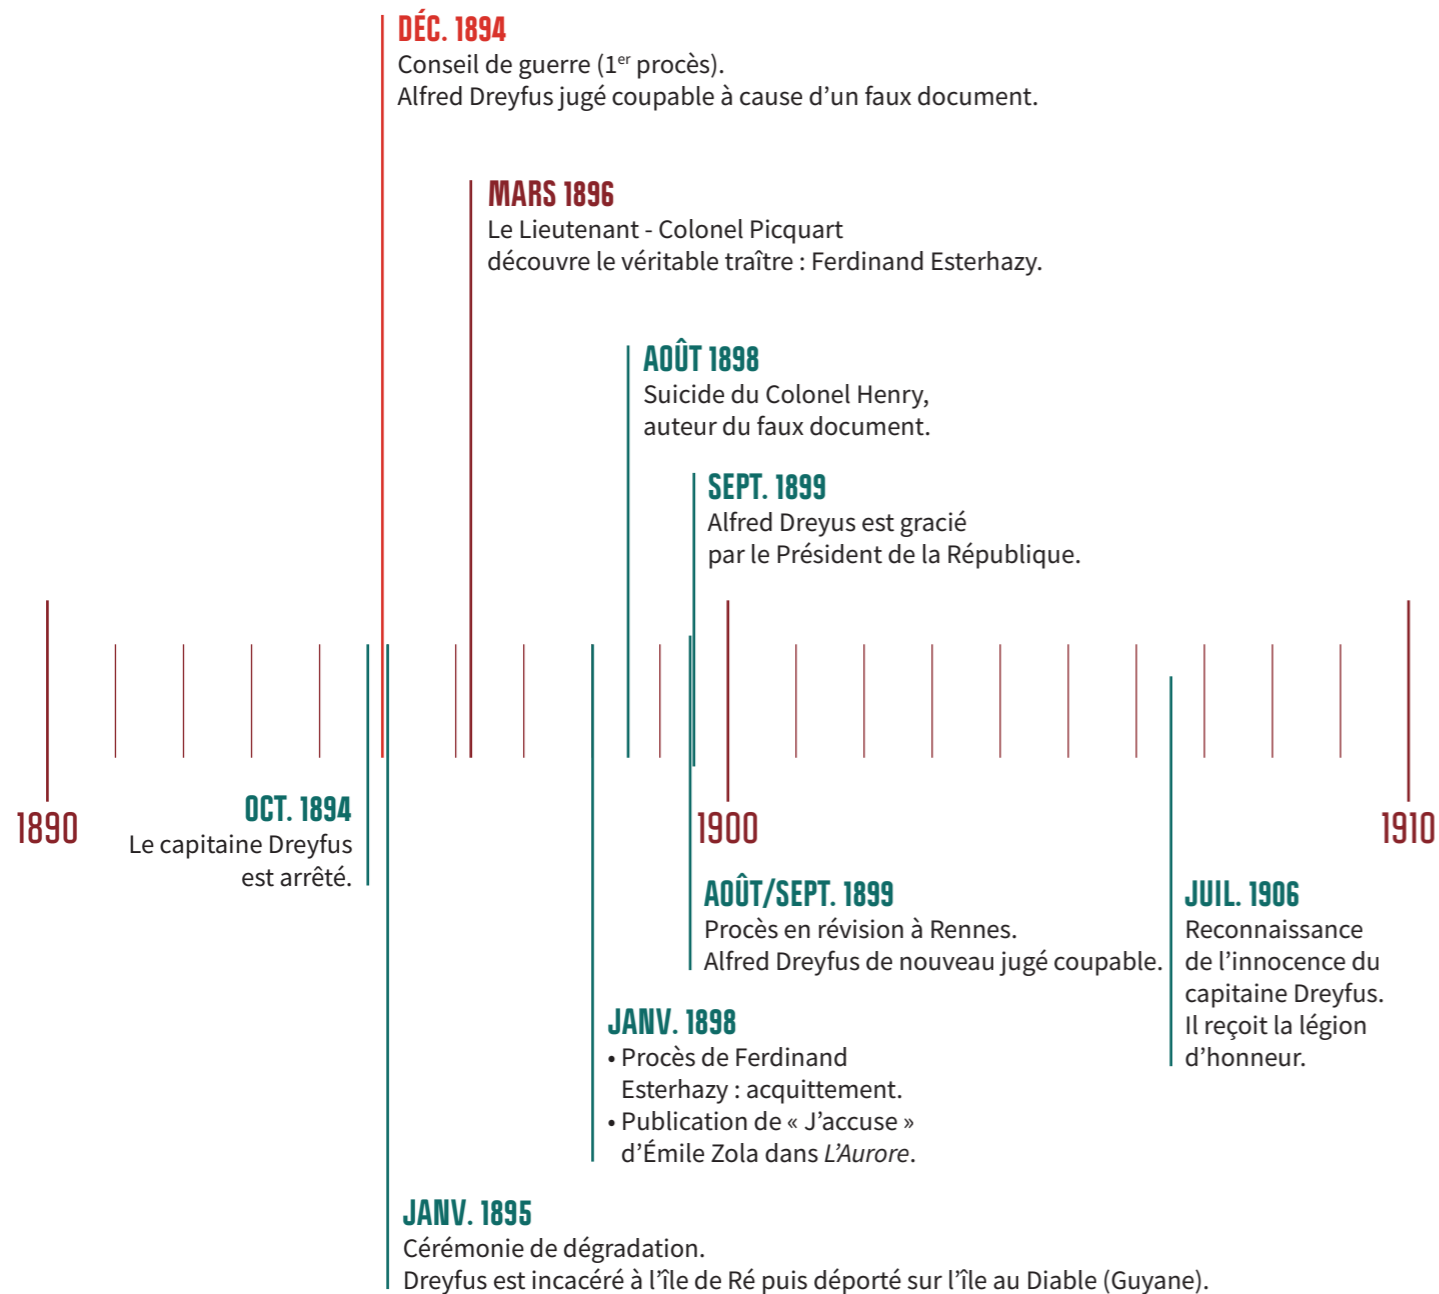 DÉC. 1894
Conseil de guerre (1er procès).
Alfred Dreyfus jugé coupable à cause d’un faux document.
MARS 1896
Le Lieutenant - Colonel Picquart
découvre le véritable traître : Ferdinand Esterhazy.
AOÛT 1898
Suicide du Colonel Henry,
auteur du faux document.
SEPT. 1899
Alfred Dreyus est gracié
par le Président de la République.
1890
1900
1910
OCT. 1894
Le capitaine Dreyfus
est arrêté.
AOÛT/SEPT. 1899
Procès en révision à Rennes.
Alfred Dreyfus de nouveau jugé coupable.
JUIL. 1906
Reconnaissance
de l’innocence du
capitaine Dreyfus.
Il reçoit la légion
d’honneur.
JANV. 1898
• Procès de Ferdinand
Esterhazy : acquittement.
• Publication de « J’accuse »
d’Émile Zola dans L’Aurore.
JANV. 1895
Cérémonie de dégradation.
Dreyfus est incacéré à l’île de Ré puis déporté sur l’île au Diable (Guyane).